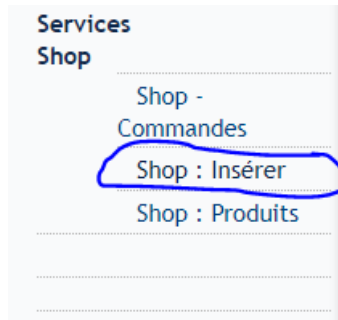 Services
Shop
Shop -
Commandes
Shop : Insérer
Shop : Produits